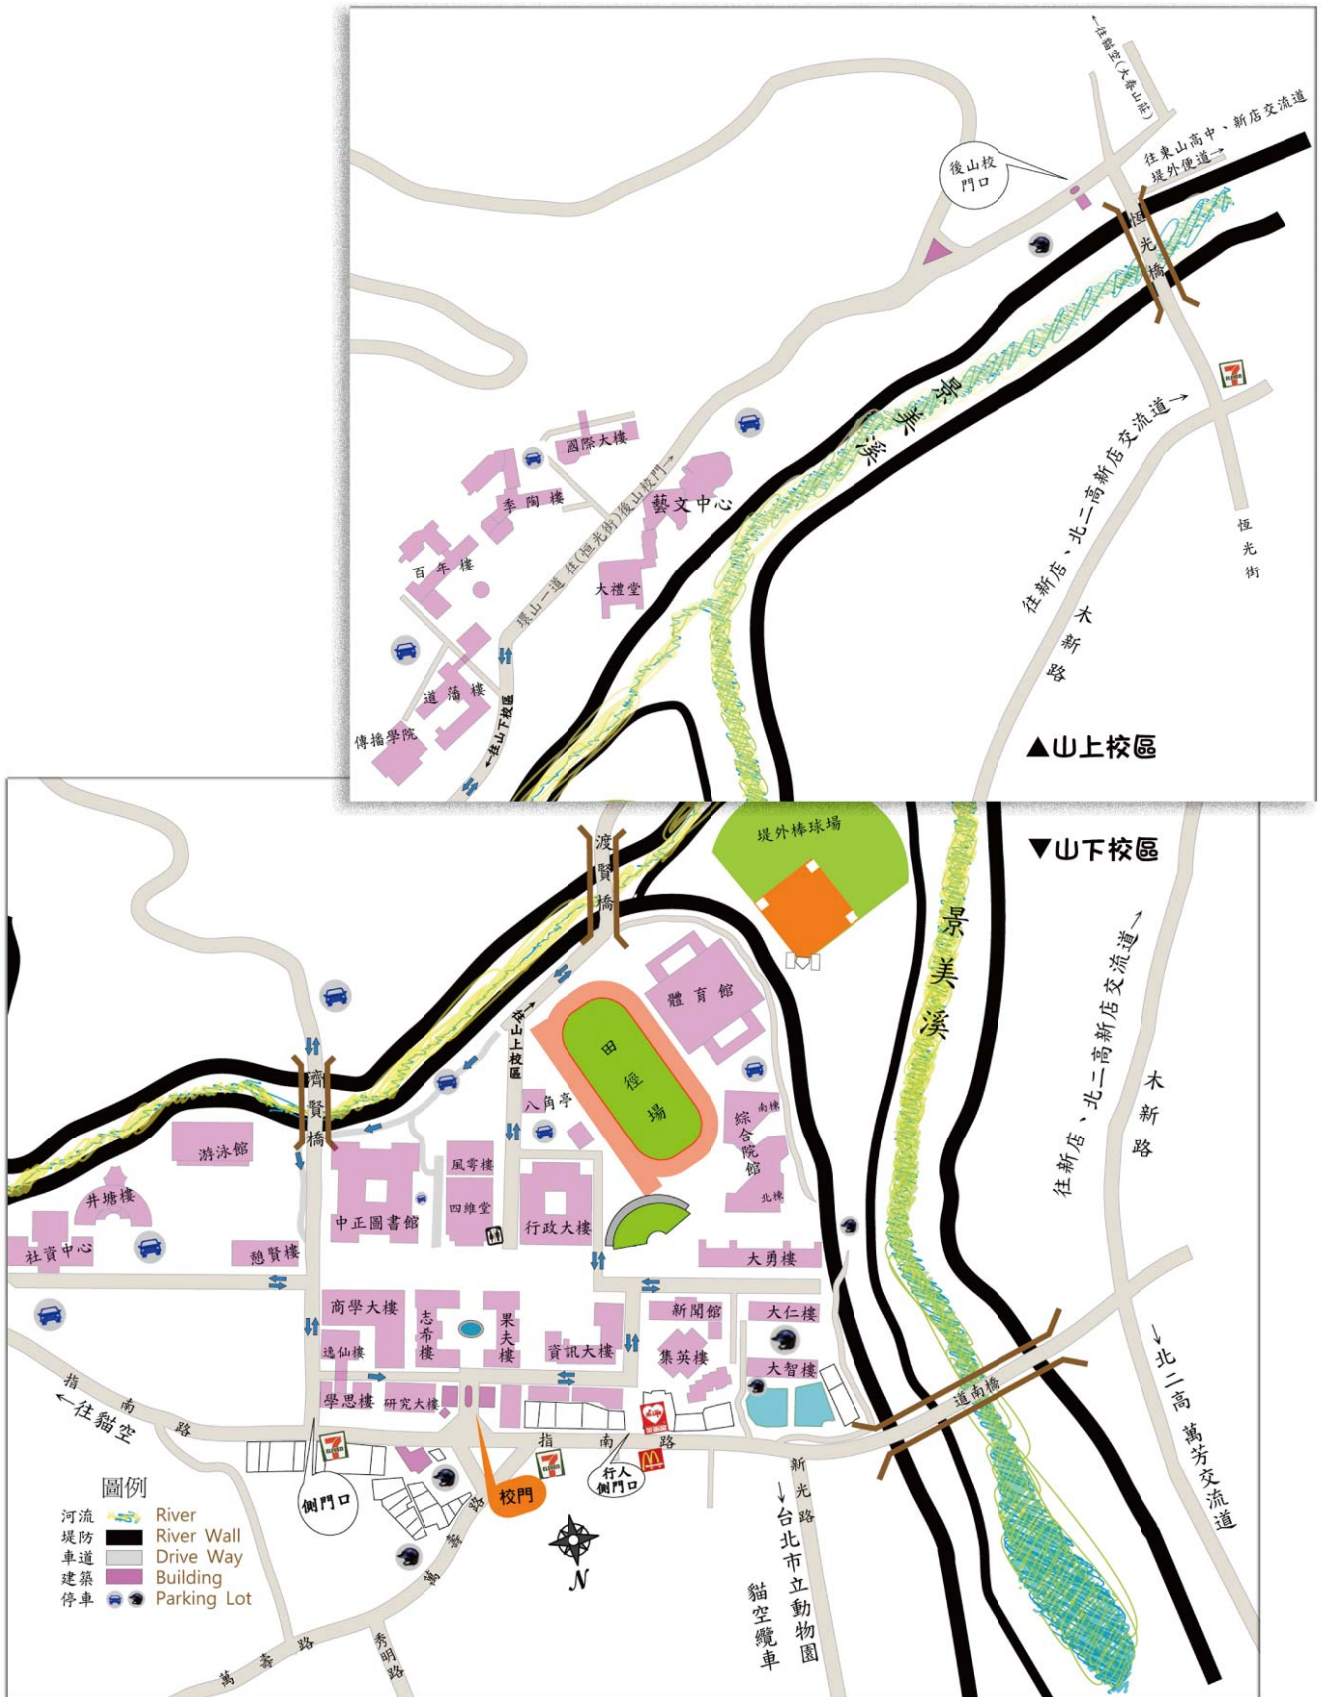 ←往貓空(大春山莊)
往東山高中、新店交流道
堤外便道→
後山校
門口
恒光橋
景美溪
國際大樓
季陶樓
藝文中心
環山一道 往(恒光街)後山校門→
百年樓
大禮堂
往新店、北二高新店交流道→
恆光街
木新路
道藩樓
傳播學院
←往山下校區
▲山上校區
▼山下校區
堤外棒球場
渡賢橋
景美溪
往新店、北二高新店交流道→
木新路
體育館
田徑場
往山上校區→
濟賢橋
八角亭
南棟
綜合院館
北棟
游泳館
風雩樓
井塘樓
中正圖書館
四維堂
行政大樓
社資中心
憩賢樓
大勇樓
商學大樓
志希樓
果夫樓
新聞館
大仁樓
逸仙樓
資訊大樓
集英樓
大智樓
學思樓
研究大樓
道南橋
指南路
←往貓空
7
ELEVEN
側門口
校門
指南路
行人
側門口
→北二高 萬芳交流道
新光路
→台北市立動物園
貓空纜車
萬壽路
萬壽路
秀明路
N
圖例
河流 River
堤防 River Wall
車道 Drive Way
建築 Building
停車 Parking Lot